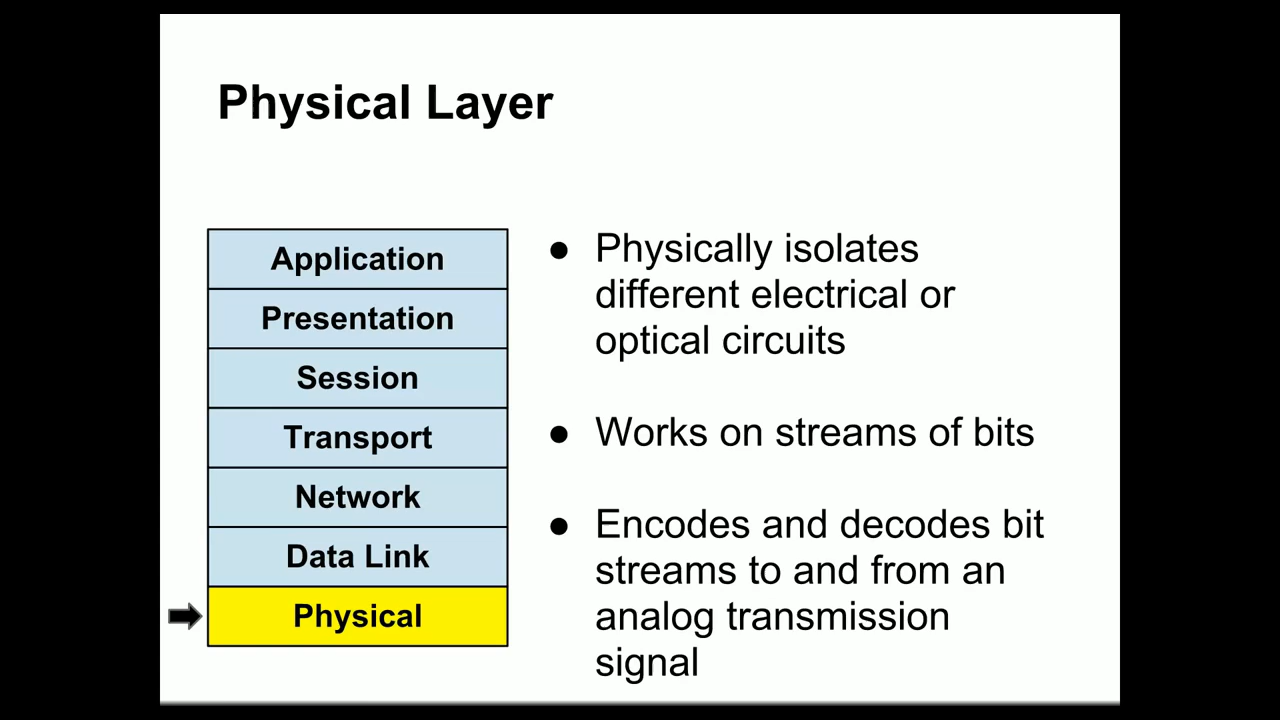 Physical Layer
Application
Presentation
Session
Transport
Network
Data Link
Physical
● Physically isolates
different electrical or
optical circuits
● Works on streams of bits
● Encodes and decodes bit
streams to and from an
analog transmission
signal